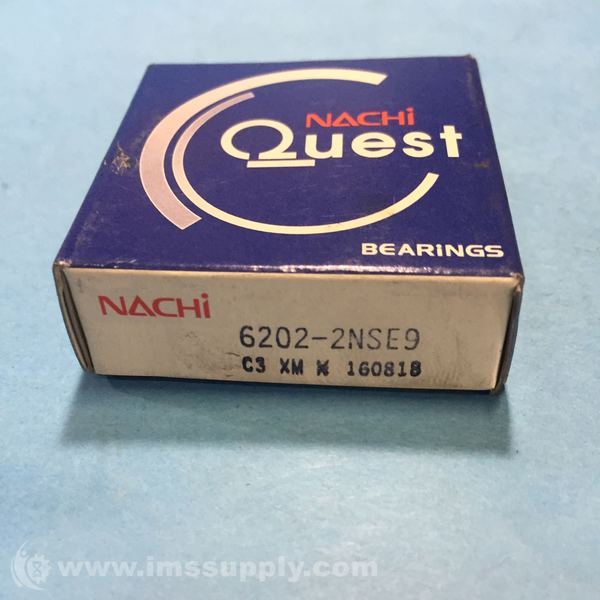 NACHi
Quest
BEARiNGS
NACHi
6202-2NSE9
C3 XM ж 160818
www.imssupply.com